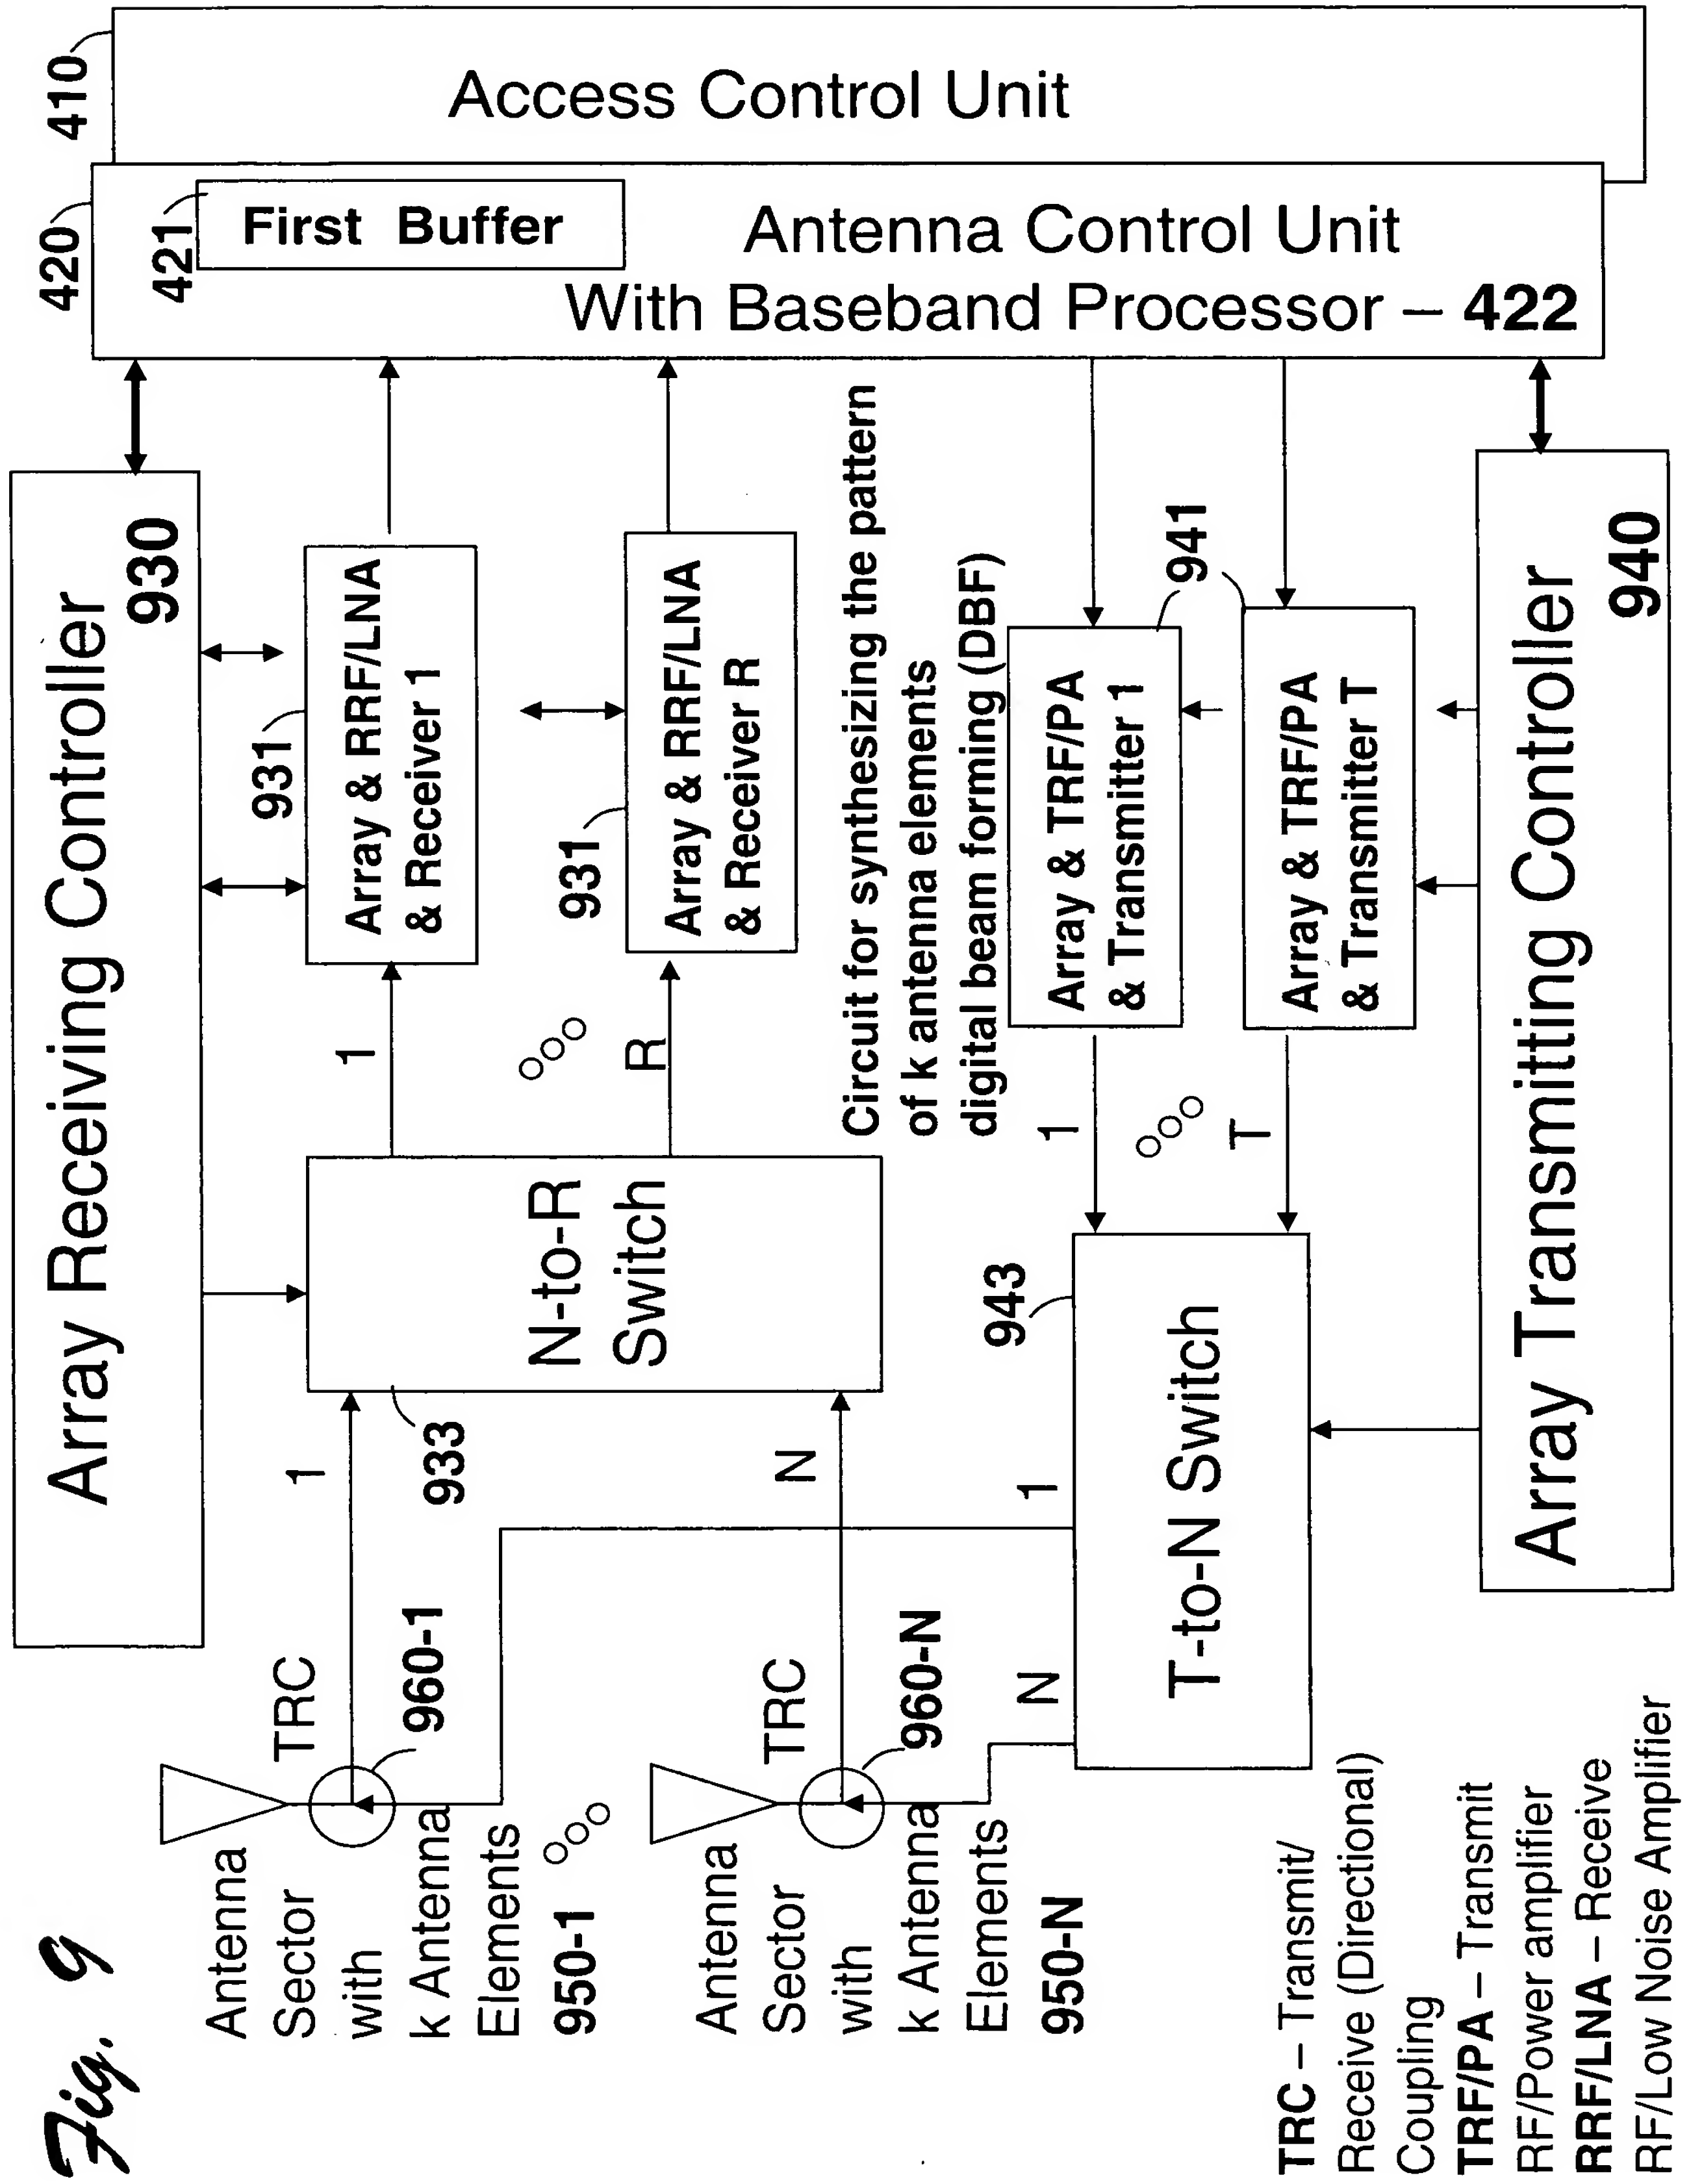 Fig. 9
410
Access Control Unit
420
421
First Buffer
Antenna Control Unit
With Baseband Processor – 422
Array Receiving Controller
930
931
Array & RRF/LNA
& Receiver 1
931
Array & RRF/LNA
& Receiver R
1
R
N-to-R
Switch
933
1
N
TRC
960-1
TRC
960-N
Antenna
Sector
with
k Antenna
Elements
950-1
Antenna
Sector
with
k Antenna
Elements
950-N
Circuit for synthesizing the pattern
of k antenna elements
digital beam forming (DBF)
941
Array & TRF/PA
& Transmitter 1
Array & TRF/PA
& Transmitter T
1
T
943
T-to-N Switch
1
N
Array Transmitting Controller
940
TRC – Transmit/
Receive (Directional)
Coupling
TRF/PA – Transmit
RF/Power amplifier
RRF/LNA – Receive
RF/Low Noise Amplifier